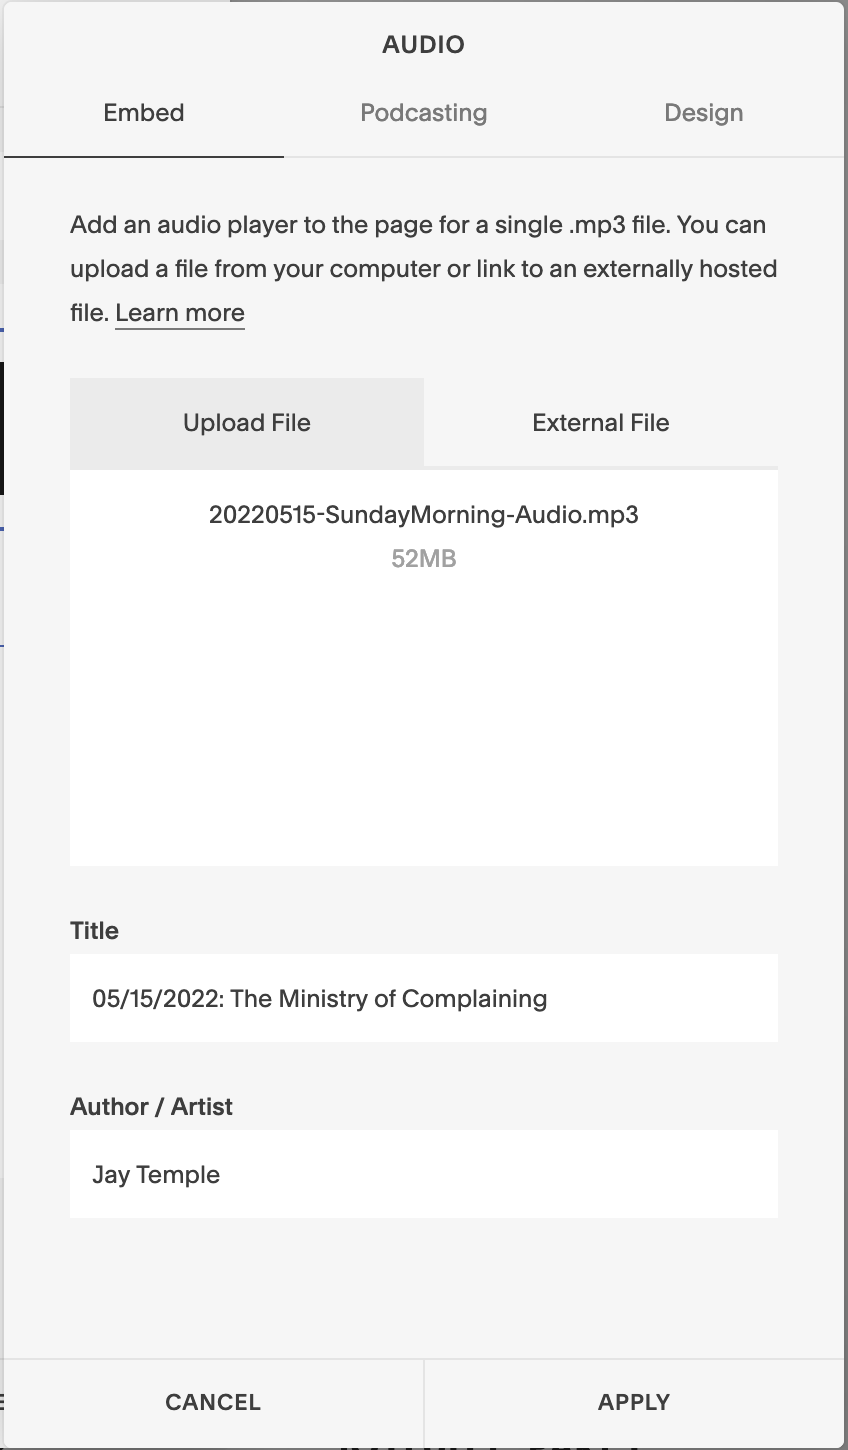 AUDIO
Embed Podcasting Design
Add an audio player to the page for a single .mp3 file. You can
upload a file from your computer or link to an externally hosted
file. Learn more
Upload File External File
20220515-SundayMorning-Audio.mp3
52MB
Title
05/15/2022: The Ministry of Complaining
Author / Artist
Jay Temple
CANCEL APPLY